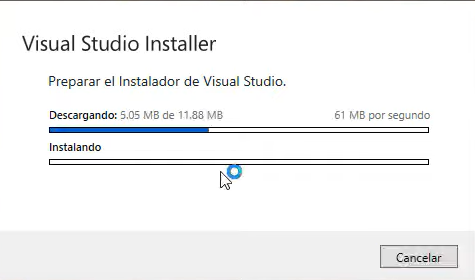 Visual Studio Installer
Preparar el Instalador de Visual Studio.
Descargando: 5.05 MB de 11.88 MB 61 MB por segundo
Instalando
Cancelar